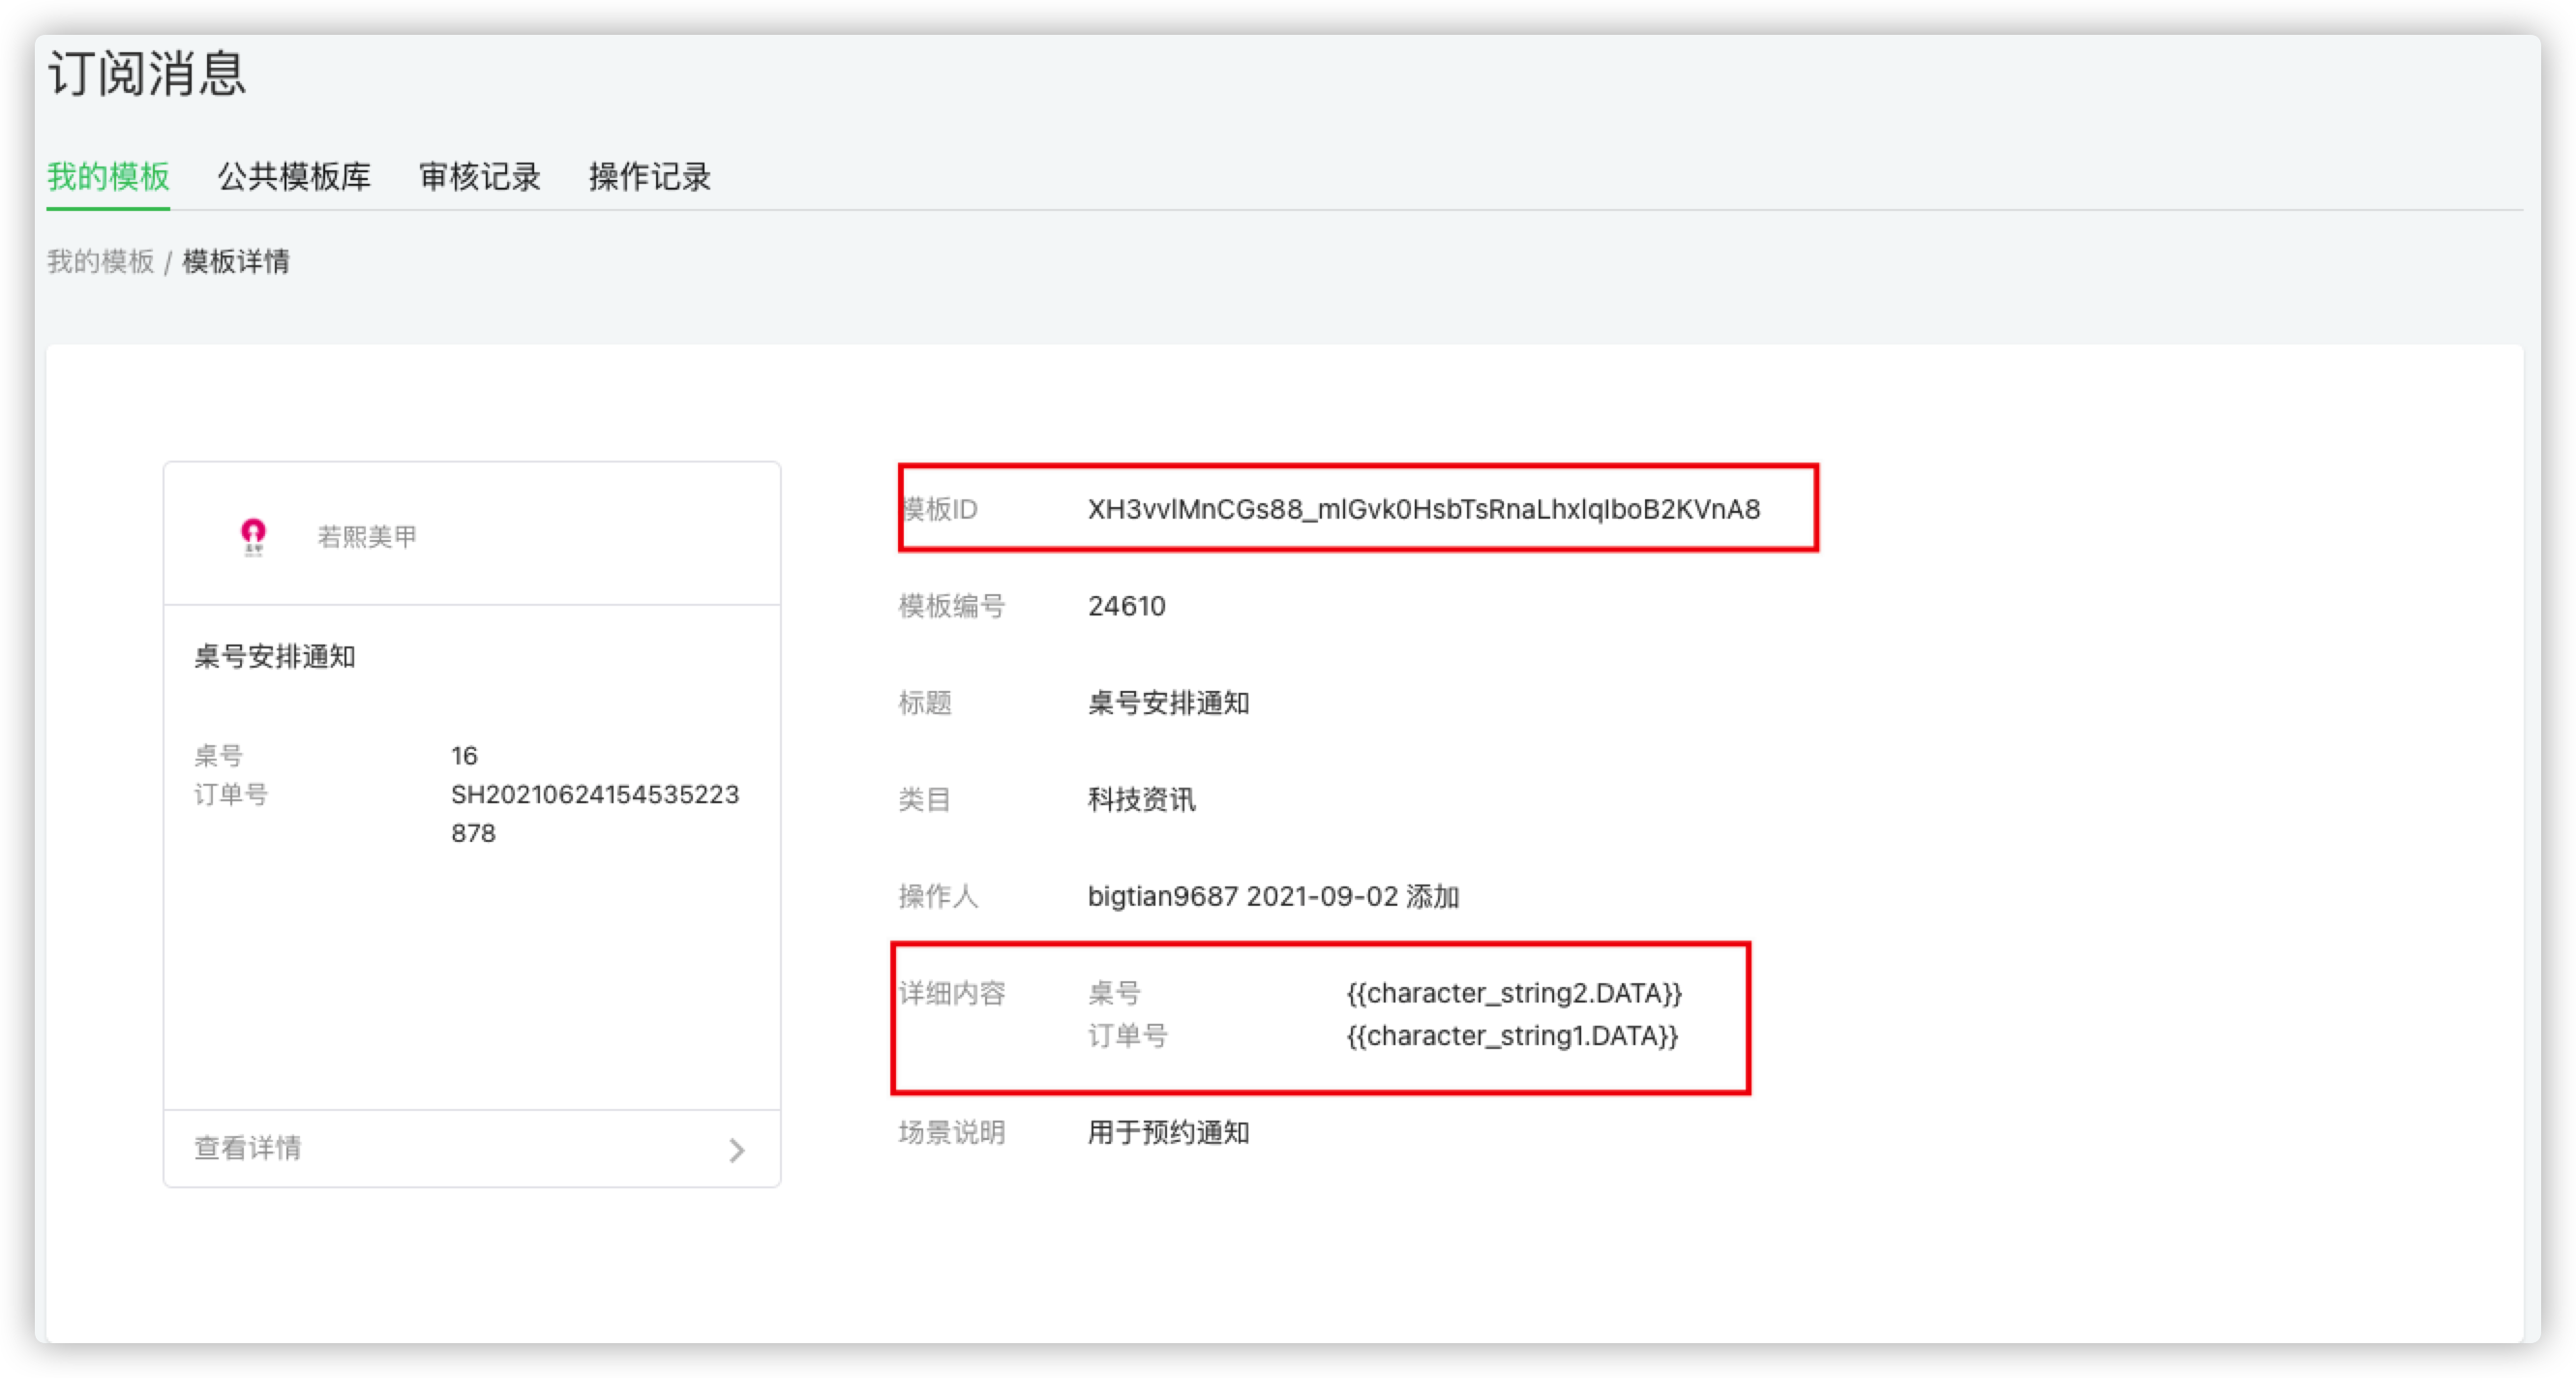 订阅消息
我的模板 公共模板库 审核记录 操作记录
我的模板 / 模板详情
若熙美甲
桌号安排通知
桌号 16
订单号 SH20210624154535223
878
查看详情
模板ID XH3vvlMnCGs88_mlGvk0HsbTsRnaLhxlqIboB2KVnA8
模板编号 24610
标题 桌号安排通知
类目 科技资讯
操作人 bigtian9687 2021-09-02 添加
详细内容 桌号 {{character_string2.DATA}}
订单号 {{character_string1.DATA}}
场景说明 用于预约通知